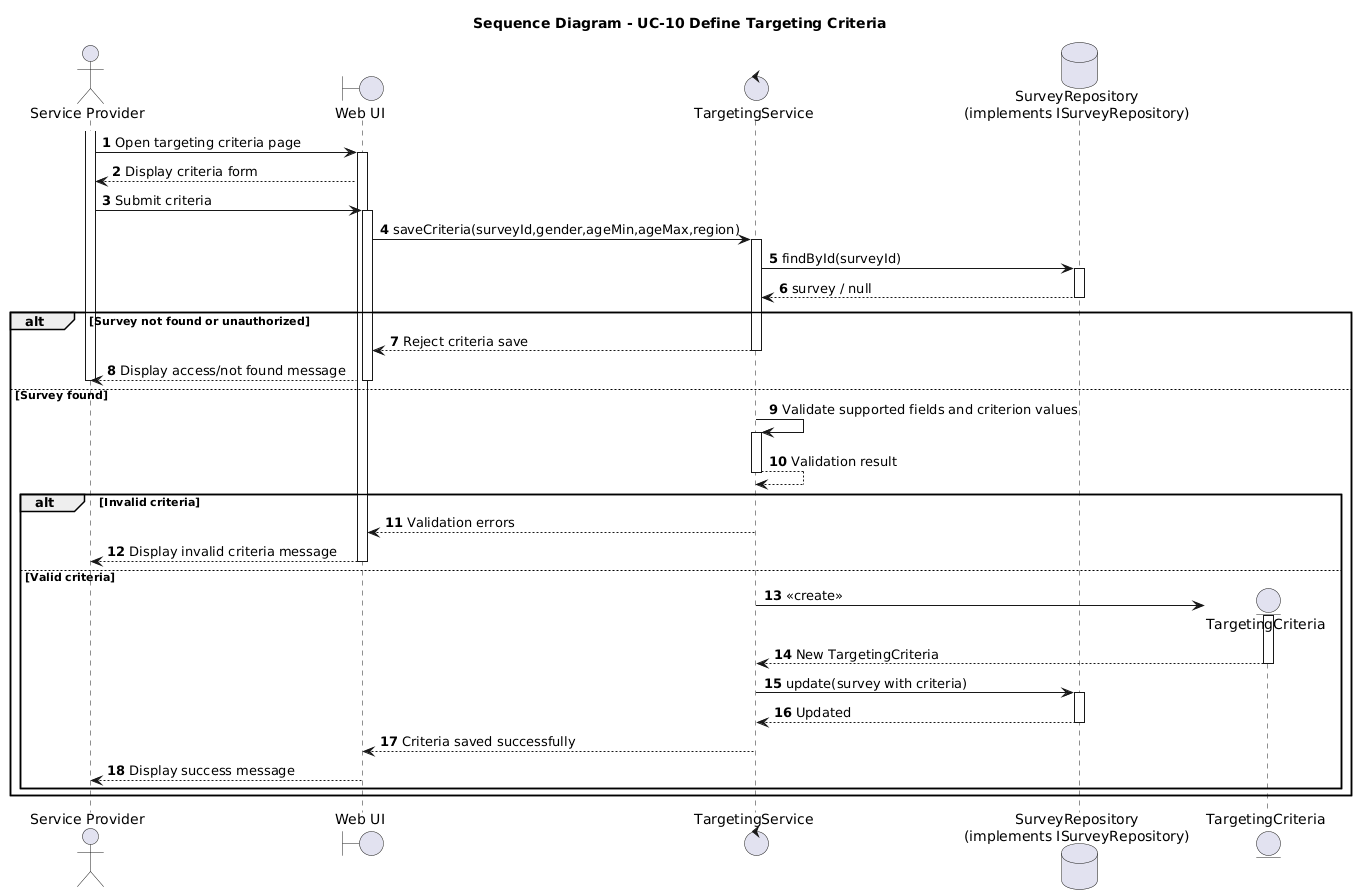 Sequence Diagram - UC-10 Define Targeting Criteria
Service Provider
Web UI
TargetingService
SurveyRepository
(implements ISurveyRepository)
1 Open targeting criteria page
2 Display criteria form
3 Submit criteria
4 saveCriteria(surveyId,gender,ageMin,ageMax,region)
5 findById(surveyId)
6 survey / null
alt [Survey not found or unauthorized]
7 Reject criteria save
8 Display access/not found message
[Survey found]
9 Validate supported fields and criterion values
10 Validation result
alt [Invalid criteria]
11 Validation errors
12 Display invalid criteria message
[Valid criteria]
13 «create»
TargetingCriteria
14 New TargetingCriteria
15 update(survey with criteria)
16 Updated
17 Criteria saved successfully
18 Display success message
Service Provider
Web UI
TargetingService
SurveyRepository
(implements ISurveyRepository)
TargetingCriteria